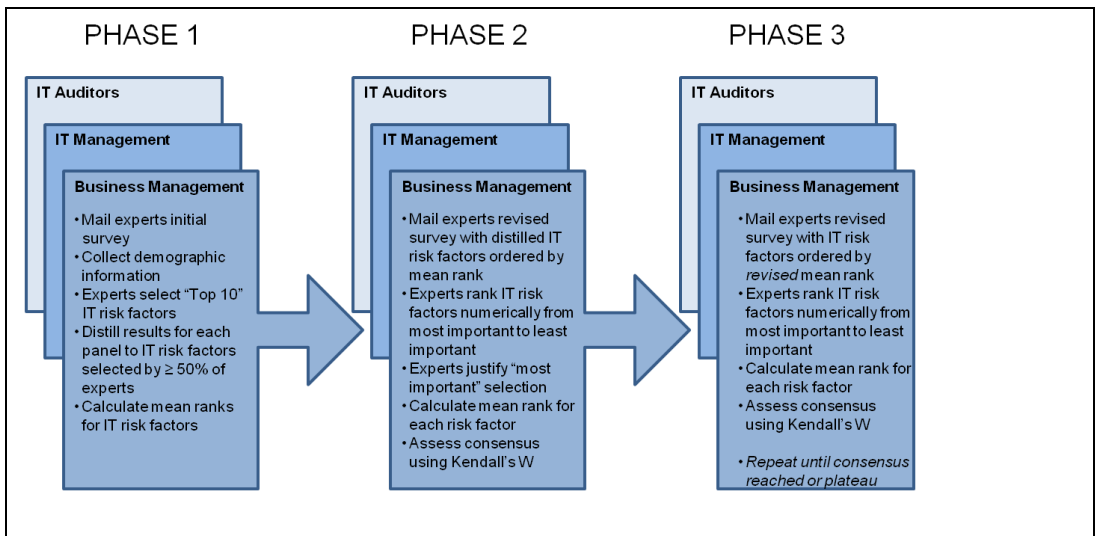 PHASE 1
IT Auditors
IT Management
Business Management
• Mail experts initial
survey
• Collect demographic
information
• Experts select “Top 10”
IT risk factors
• Distill results for each
panel to IT risk factors
selected by ≥ 50% of
experts
• Calculate mean ranks
for IT risk factors
PHASE 2
IT Auditors
IT Management
Business Management
• Mail experts revised
survey with distilled IT
risk factors ordered by
mean rank
• Experts rank IT risk
factors numerically from
most important to least
important
• Experts justify “most
important” selection
• Calculate mean rank for
each risk factor
• Assess consensus
using Kendall’s W
PHASE 3
IT Auditors
IT Management
Business Management
• Mail experts revised
survey with IT risk
factors ordered by
revised mean rank
• Experts rank IT risk
factors numerically from
most important to least
important
• Calculate mean rank for
each risk factor
• Assess consensus
using Kendall’s W
• Repeat until consensus
reached or plateau